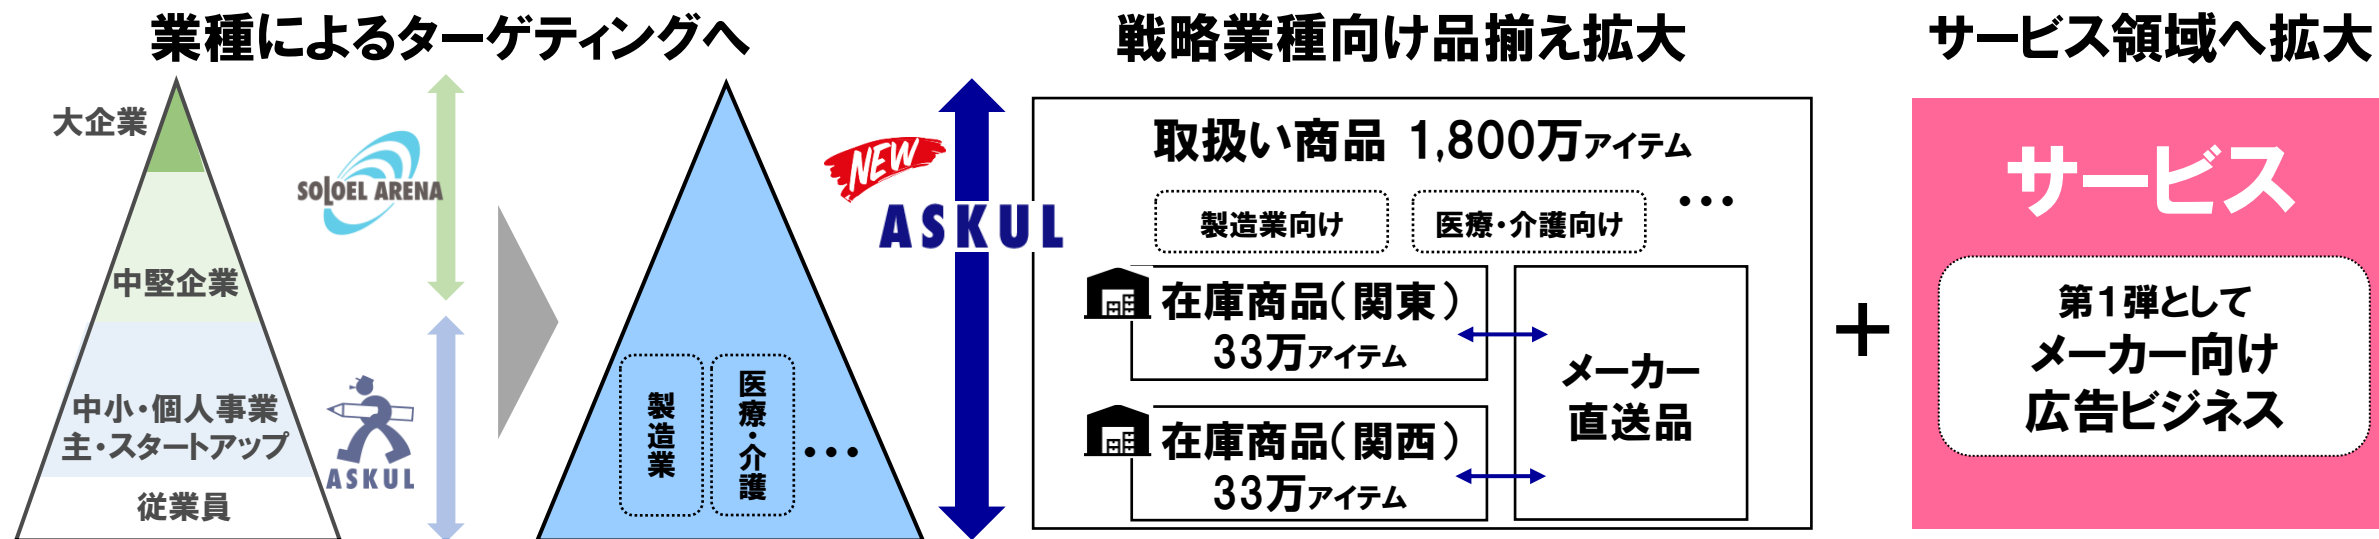 業種によるターゲティングへ
大企業
SOLOEL ARENA
中堅企業
中小・個人事業
主・スタートアップ
ASKUL
従業員
製造業
医療・介護
・・・
NEW
ASKUL
戦略業種向け品揃え拡大
取扱い商品 1,800万アイテム
製造業向け
医療・介護向け
・・・
在庫商品(関東)
33万アイテム
在庫商品(関西)
33万アイテム
メーカー
直送品
+
サービス領域へ拡大
サービス
第1弾として
メーカー向け
広告ビジネス